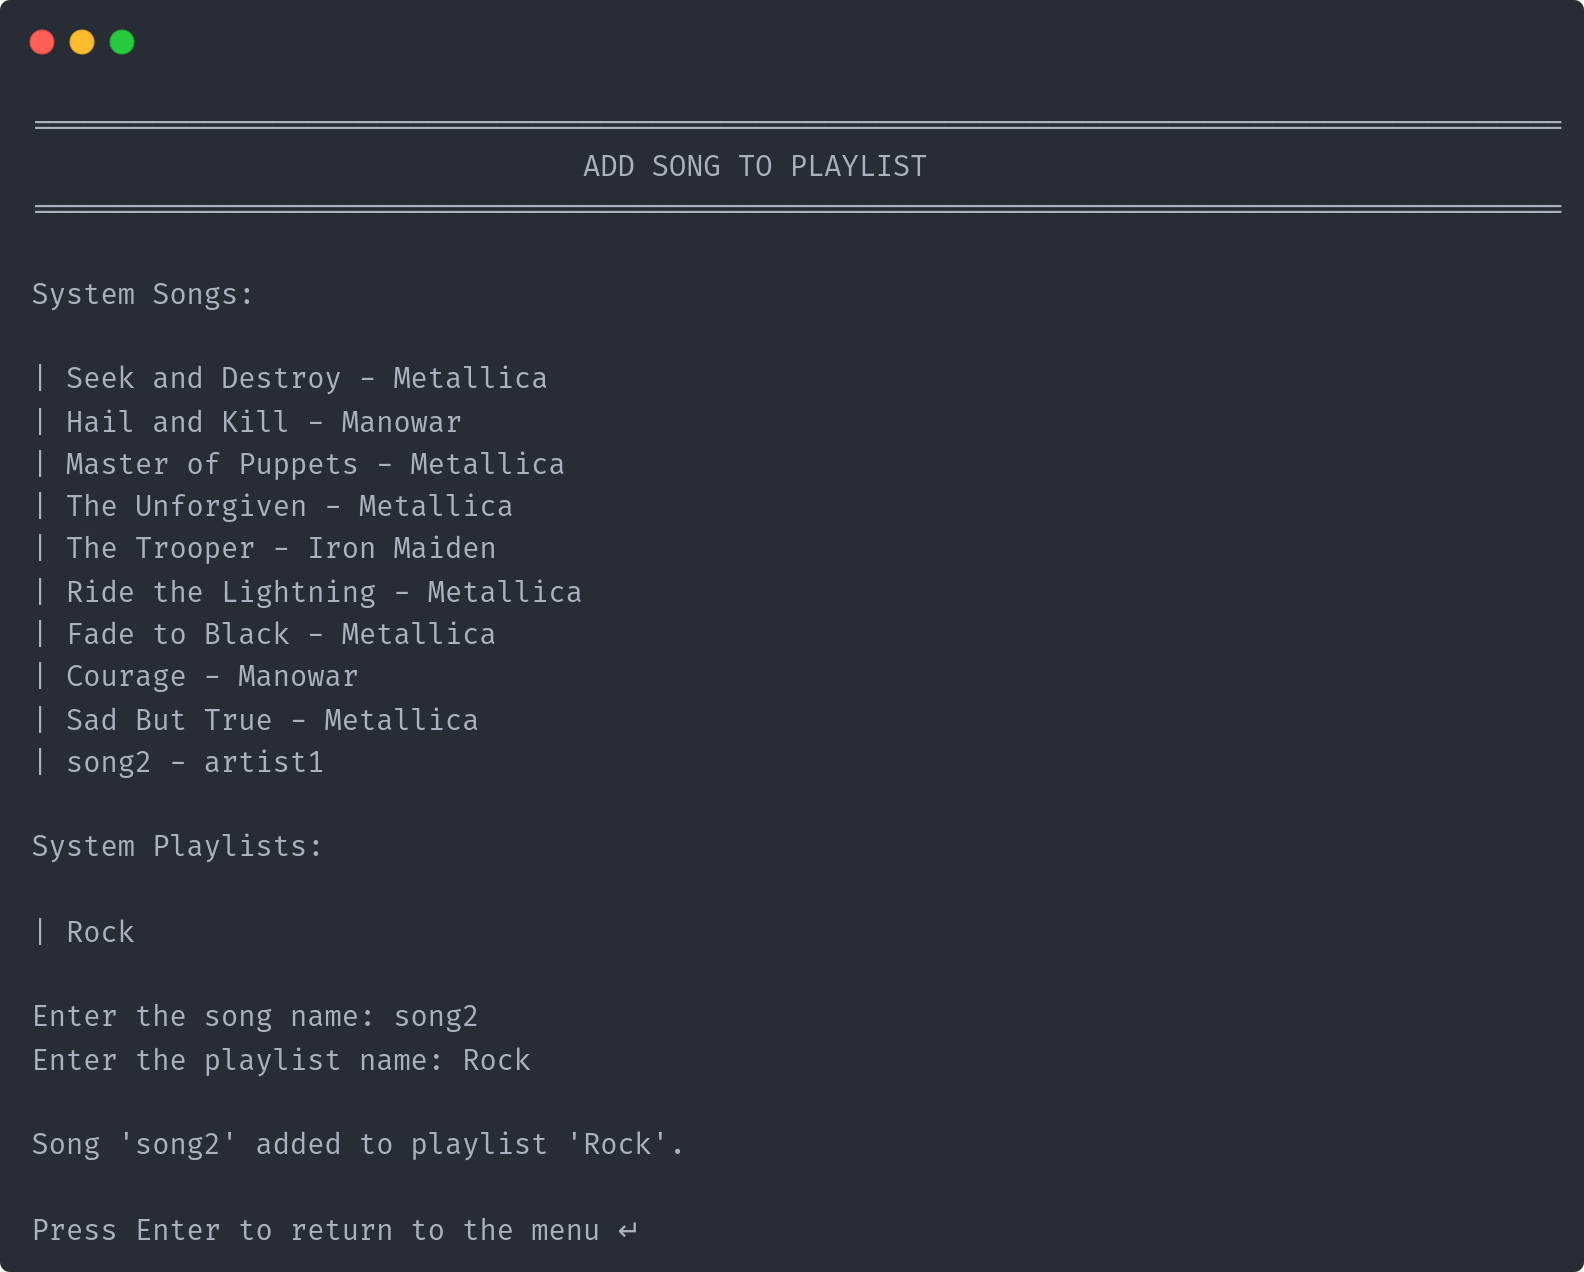 ADD SONG TO PLAYLIST
System Songs:
| Seek and Destroy - Metallica
| Hail and Kill - Manowar
| Master of Puppets - Metallica
| The Unforgiven - Metallica
| The Trooper - Iron Maiden
| Ride the Lightning - Metallica
| Fade to Black - Metallica
| Courage - Manowar
| Sad But True - Metallica
| song2 - artist1
System Playlists:
| Rock
Enter the song name: song2
Enter the playlist name: Rock
Song 'song2' added to playlist 'Rock'.
Press Enter to return to the menu ↵